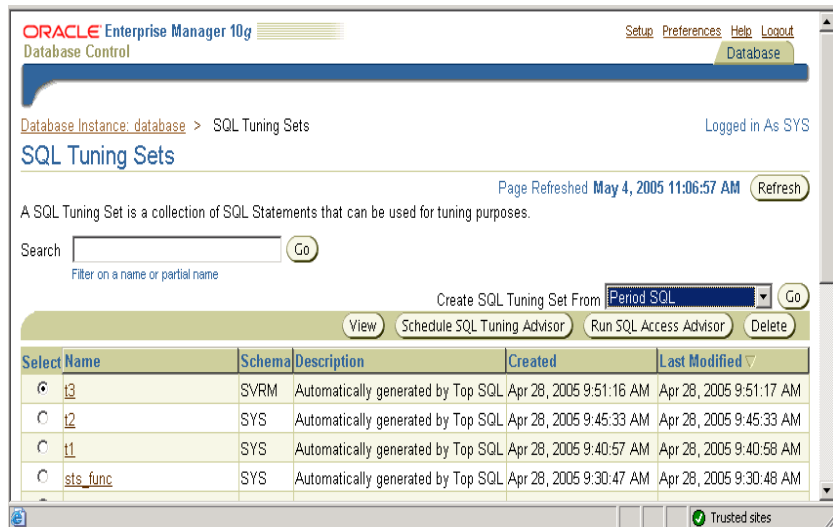 ORACLE Enterprise Manager 10g
Database Control
Setup Preferences Help Logout
Database
Database Instance: database > SQL Tuning Sets
Logged in As SYS
SQL Tuning Sets
Page Refreshed May 4, 2005 11:06:57 AM Refresh
A SQL Tuning Set is a collection of SQL Statements that can be used for tuning purposes.
Search Go
Filter on a name or partial name
Create SQL Tuning Set From Period SQL Go
View Schedule SQL Tuning Advisor Run SQL Access Advisor Delete
Select Name Schema Description Created Last Modified
t3 SVRM Automatically generated by Top SQL Apr 28, 2005 9:51:16 AM Apr 28, 2005 9:51:17 AM
t2 SYS Automatically generated by Top SQL Apr 28, 2005 9:45:33 AM Apr 28, 2005 9:45:33 AM
t1 SYS Automatically generated by Top SQL Apr 28, 2005 9:40:57 AM Apr 28, 2005 9:40:58 AM
sts_func SYS Automatically generated by Top SQL Apr 28, 2005 9:30:47 AM Apr 28, 2005 9:30:48 AM
Trusted sites